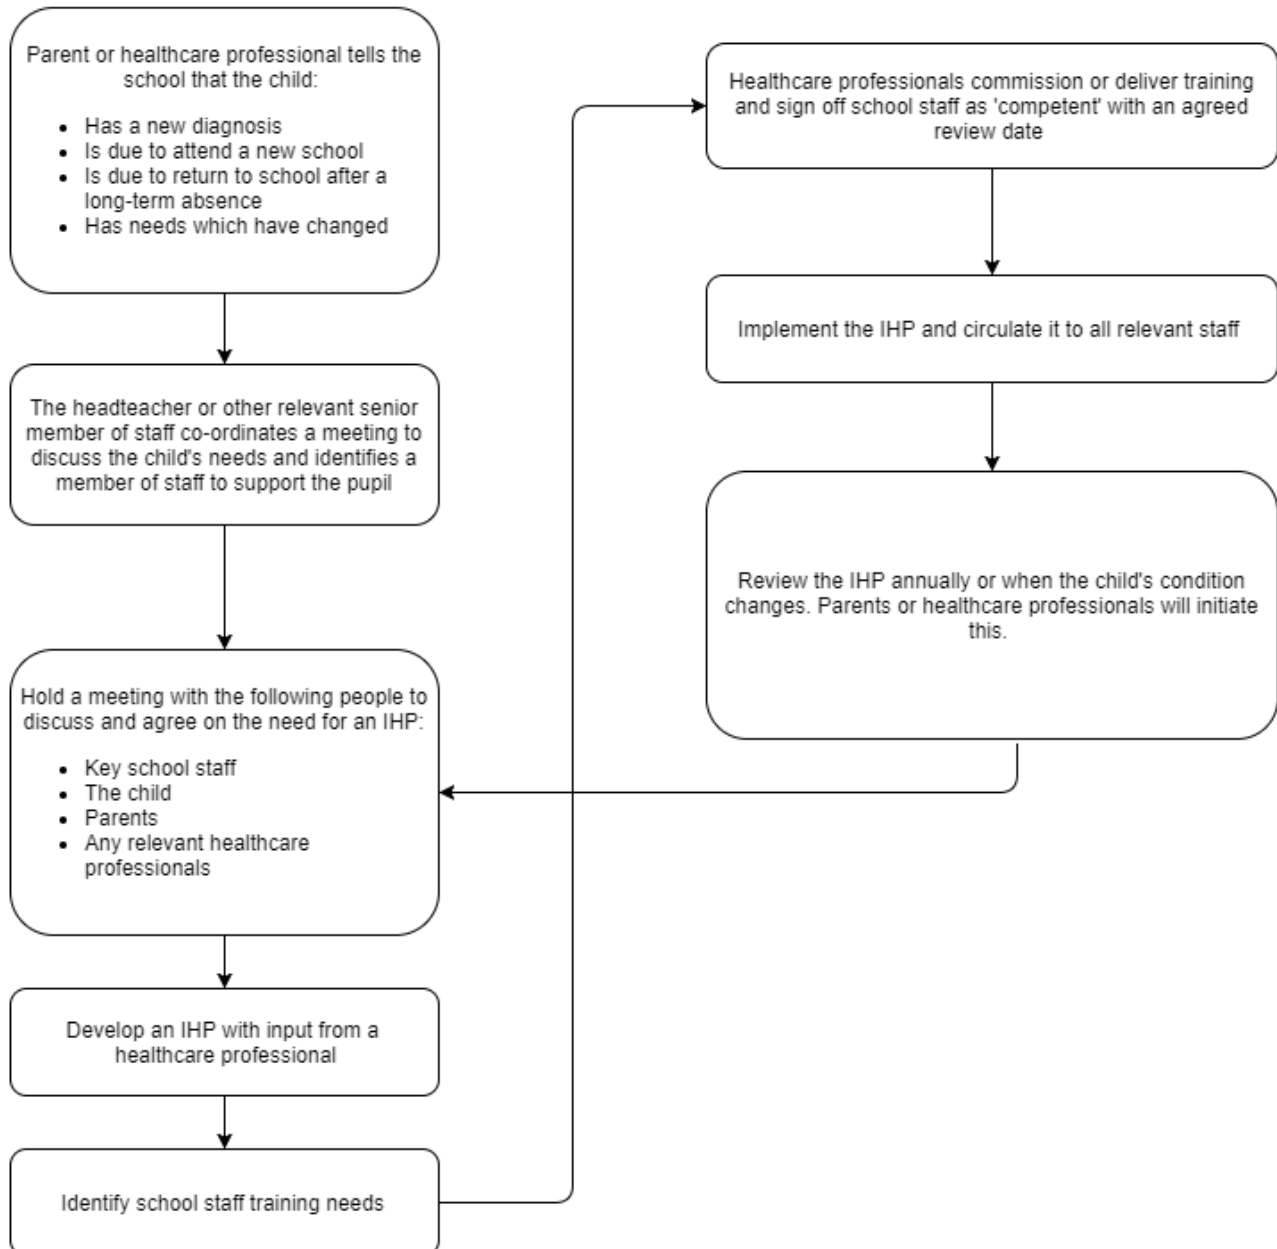 Parent or healthcare professional tells the
school that the child:
• Has a new diagnosis
• Is due to attend a new school
• Is due to return to school after a
long-term absence
• Has needs which have changed
The headteacher or other relevant senior
member of staff co-ordinates a meeting to
discuss the child's needs and identifies a
member of staff to support the pupil
Hold a meeting with the following people to
discuss and agree on the need for an IHP:
• Key school staff
• The child
• Parents
• Any relevant healthcare
professionals
Develop an IHP with input from a
healthcare professional
Identify school staff training needs
Healthcare professionals commission or deliver training
and sign off school staff as 'competent' with an agreed
review date
Implement the IHP and circulate it to all relevant staff
Review the IHP annually or when the child's condition
changes. Parents or healthcare professionals will initiate
this.